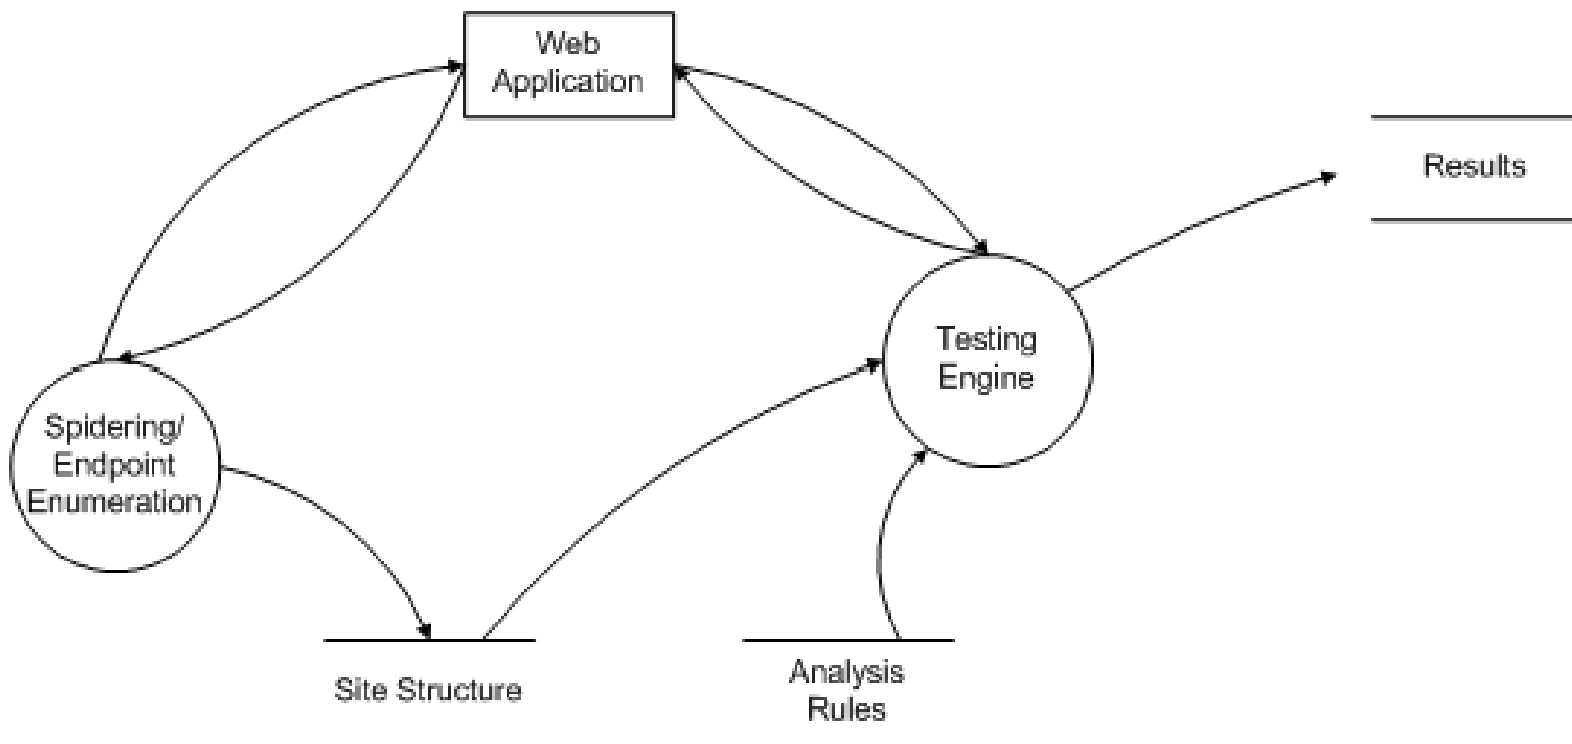 Web
Application
Results
Testing
Engine
Spidering/
Endpoint
Enumeration
Site Structure
Analysis
Rules